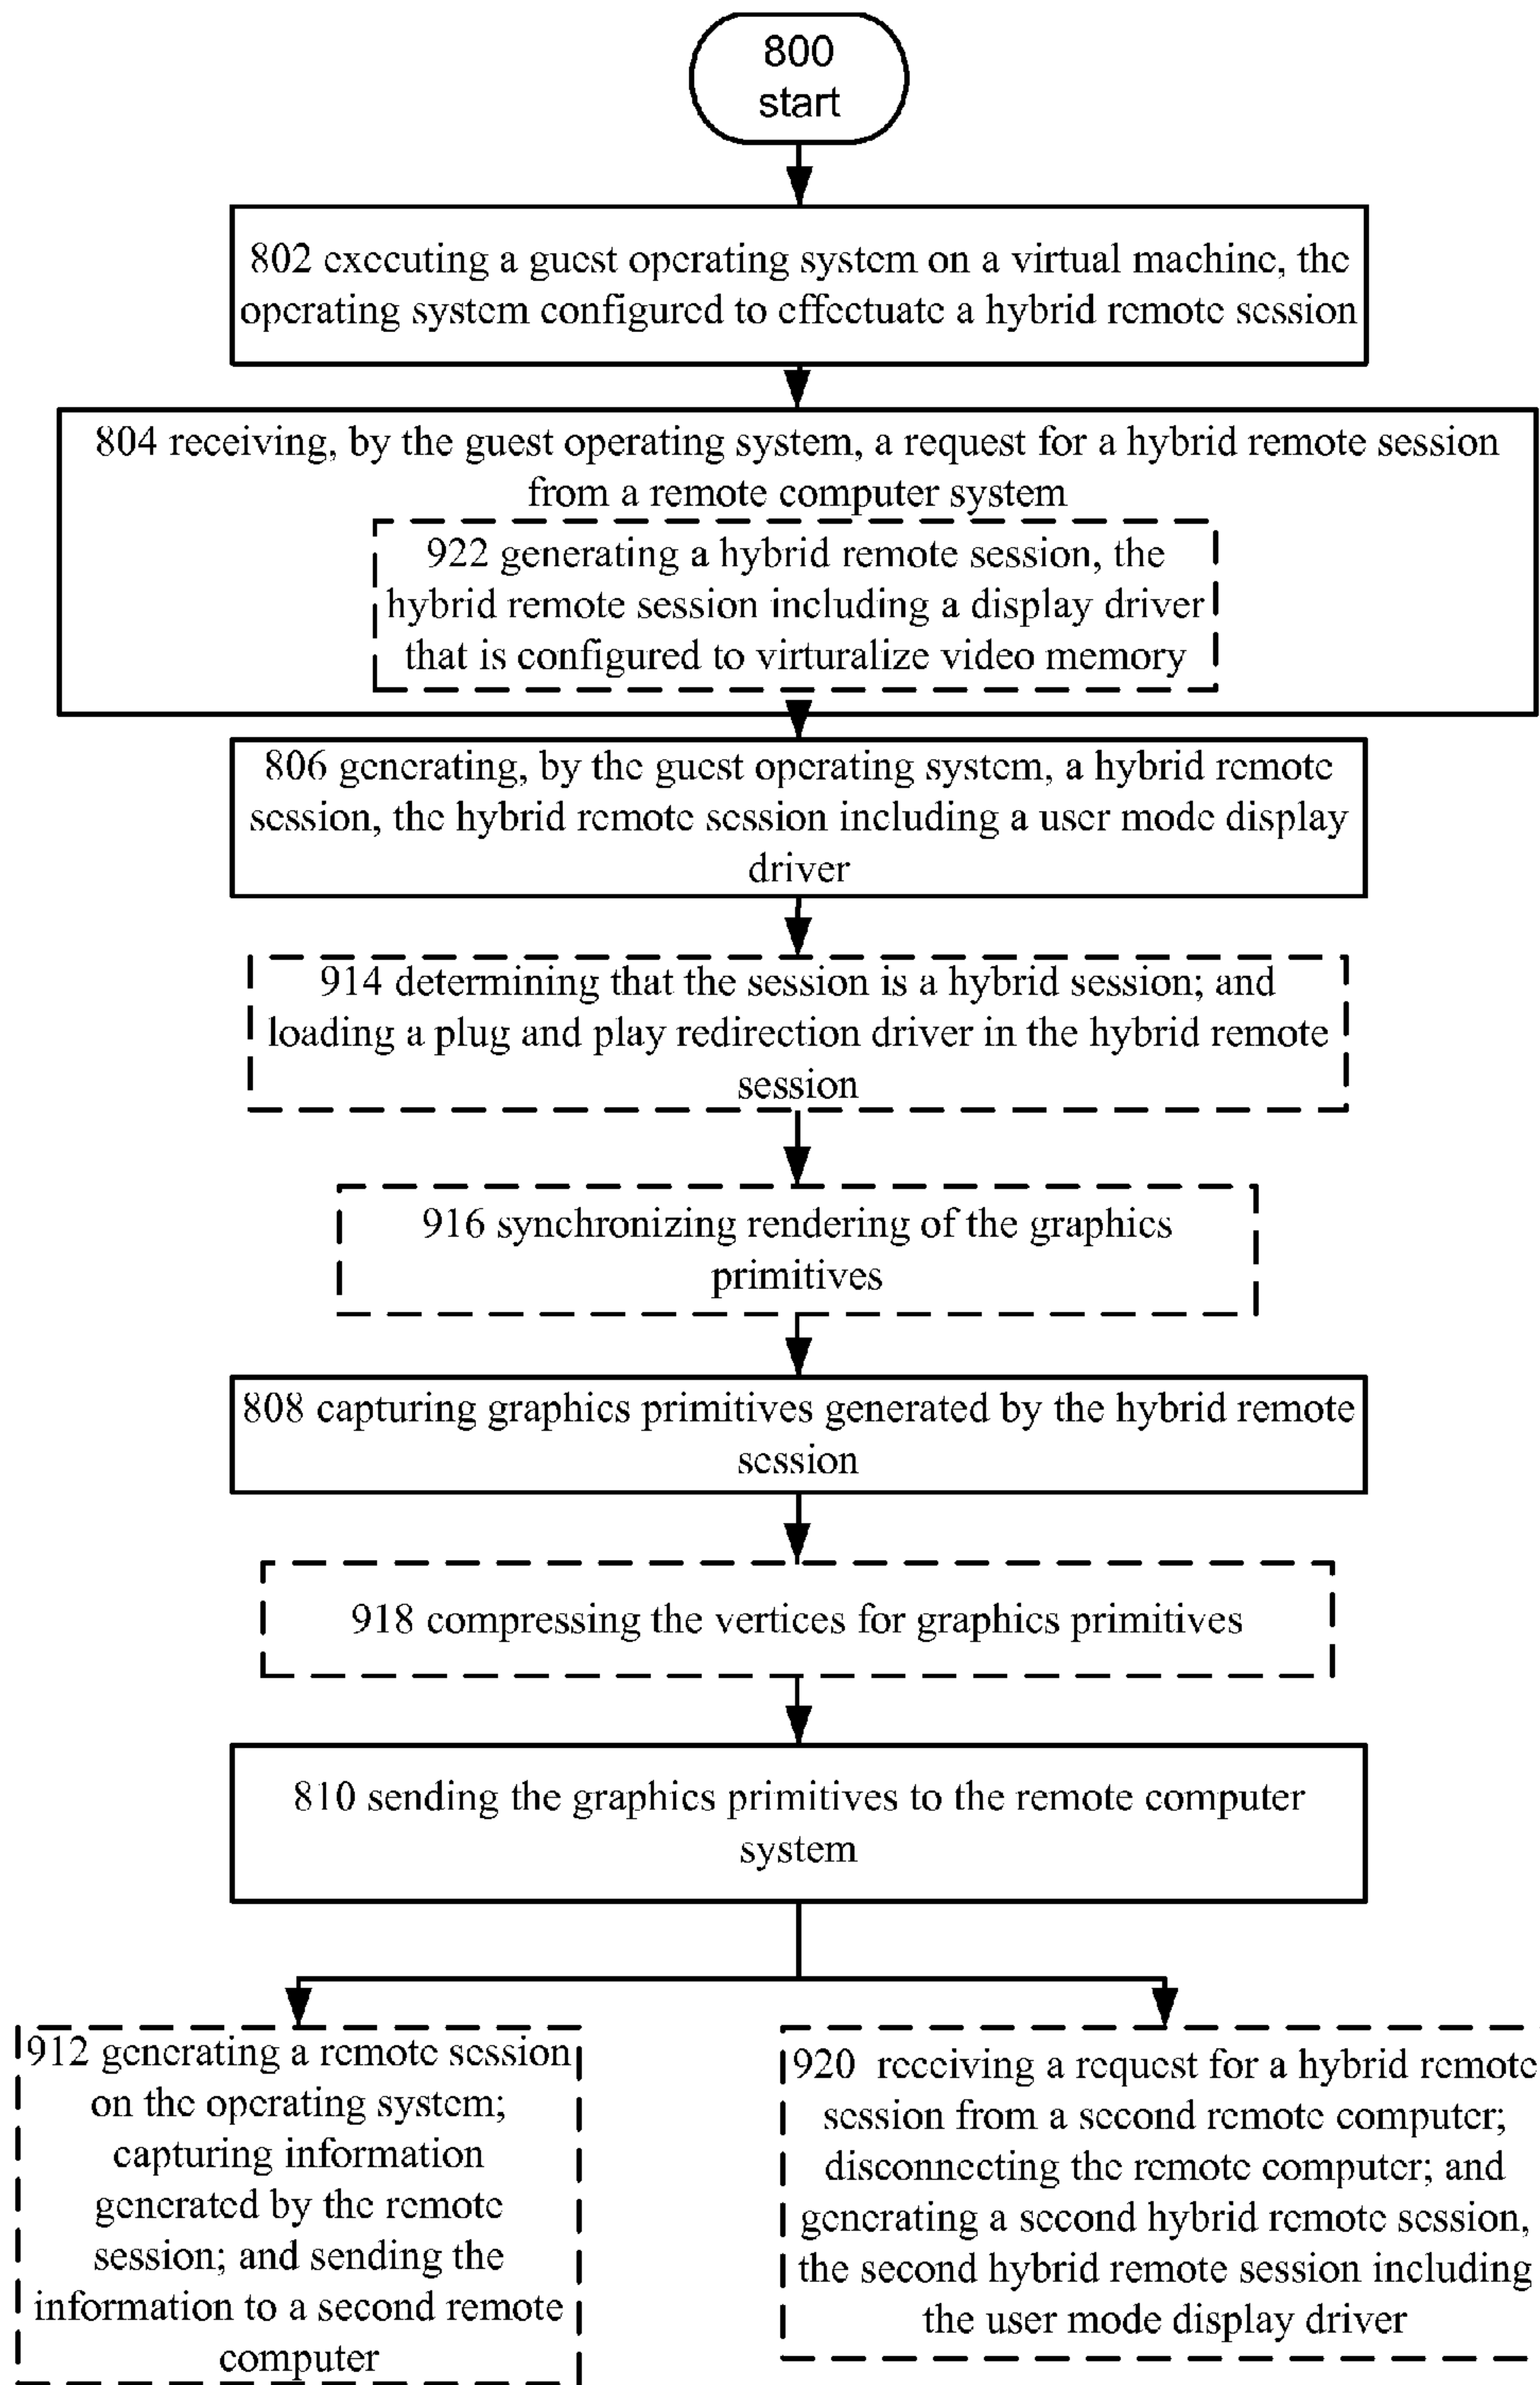 800
start
802 executing a guest operating system on a virtual machine, the
operating system configured to effectuate a hybrid remote session
804 receiving, by the guest operating system, a request for a hybrid remote session
from a remote computer system
922 generating a hybrid remote session, the
hybrid remote session including a display driver
that is configured to virturalize video memory
806 generating, by the guest operating system, a hybrid remote
session, the hybrid remote session including a user mode display
driver
914 determining that the session is a hybrid session; and
loading a plug and play redirection driver in the hybrid remote
session
916 synchronizing rendering of the graphics
primitives
808 capturing graphics primitives generated by the hybrid remote
session
918 compressing the vertices for graphics primitives
810 sending the graphics primitives to the remote computer
system
912 generating a remote session
on the operating system;
capturing information
generated by the remote
session; and sending the
information to a second remote
computer
920 receiving a request for a hybrid remote
session from a second remote computer;
disconnecting the remote computer; and
generating a second hybrid remote session,
the second hybrid remote session including
the user mode display driver